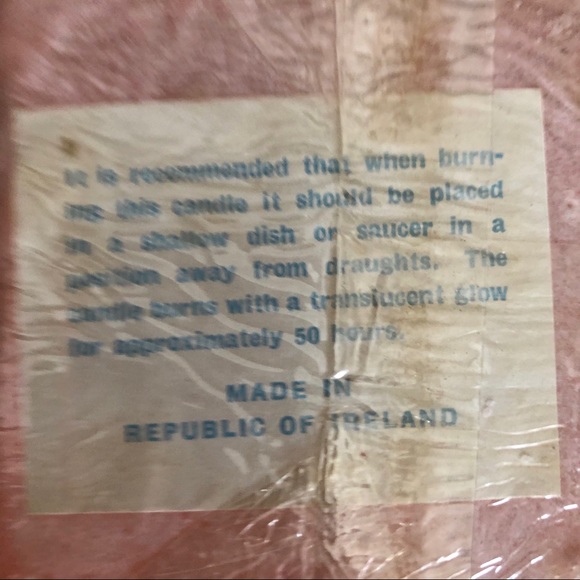 It is recommended that when burn-
ing this candle it should be placed
in a shallow dish or saucer in a
position away from draughts. The
candle burns with a translucent glow
for approximately 50 hours.
MADE IN
REPUBLIC OF IRELAND